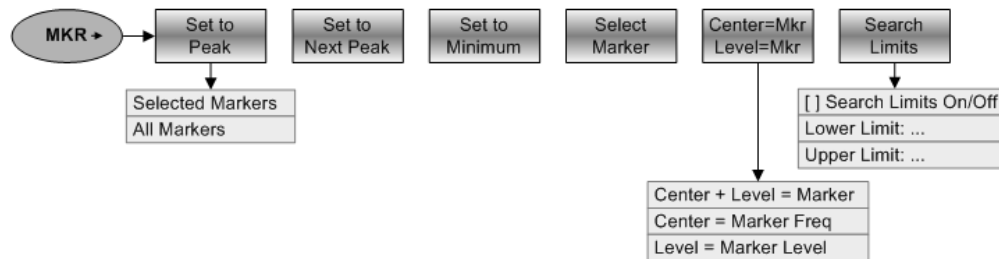 MKR
Set to
Peak
Set to
Next Peak
Set to
Minimum
Select
Marker
Center=Mkr
Level=Mkr
Search
Limits
Selected Markers
All Markers
[ ] Search Limits On/Off
Lower Limit: ...
Upper Limit: ...
Center + Level = Marker
Center = Marker Freq
Level = Marker Level